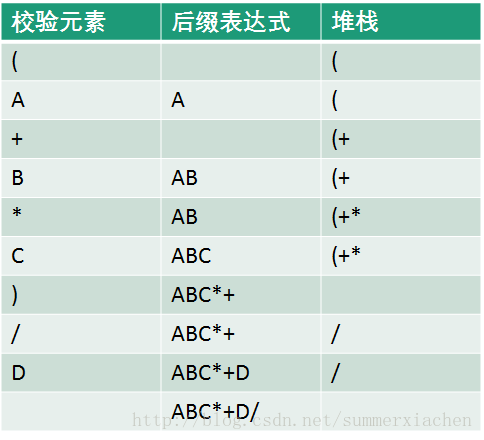 校验元素 后缀表达式 堆栈
( (
A A (
+ (+
B AB (+
* AB (+*
C ABC (+*
) ABC*+
/ ABC*+ /
D ABC*+D /
ABC*+D/
http://blog.csdn.net/summerxiachen